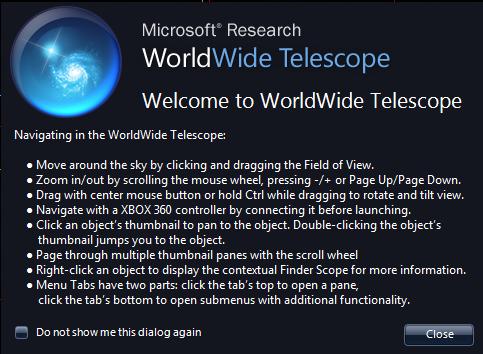 Microsoft® Research
WorldWide Telescope
Welcome to WorldWide Telescope
Navigating in the WorldWide Telescope:
● Move around the sky by clicking and dragging the Field of View.
● Zoom in/out by scrolling the mouse wheel, pressing -/+ or Page Up/Page Down.
● Drag with center mouse button or hold Ctrl while dragging to rotate and tilt view.
● Navigate with a XBOX 360 controller by connecting it before launching.
● Click an object's thumbnail to pan to the object. Double-clicking the object's
thumbnail jumps you to the object.
● Page through multiple thumbnail panes with the scroll wheel
● Right-click an object to display the contextual Finder Scope for more information.
● Menu Tabs have two parts: click the tab's top to open a pane,
click the tab's bottom to open submenus with additional functionality.
Do not show me this dialog again
Close